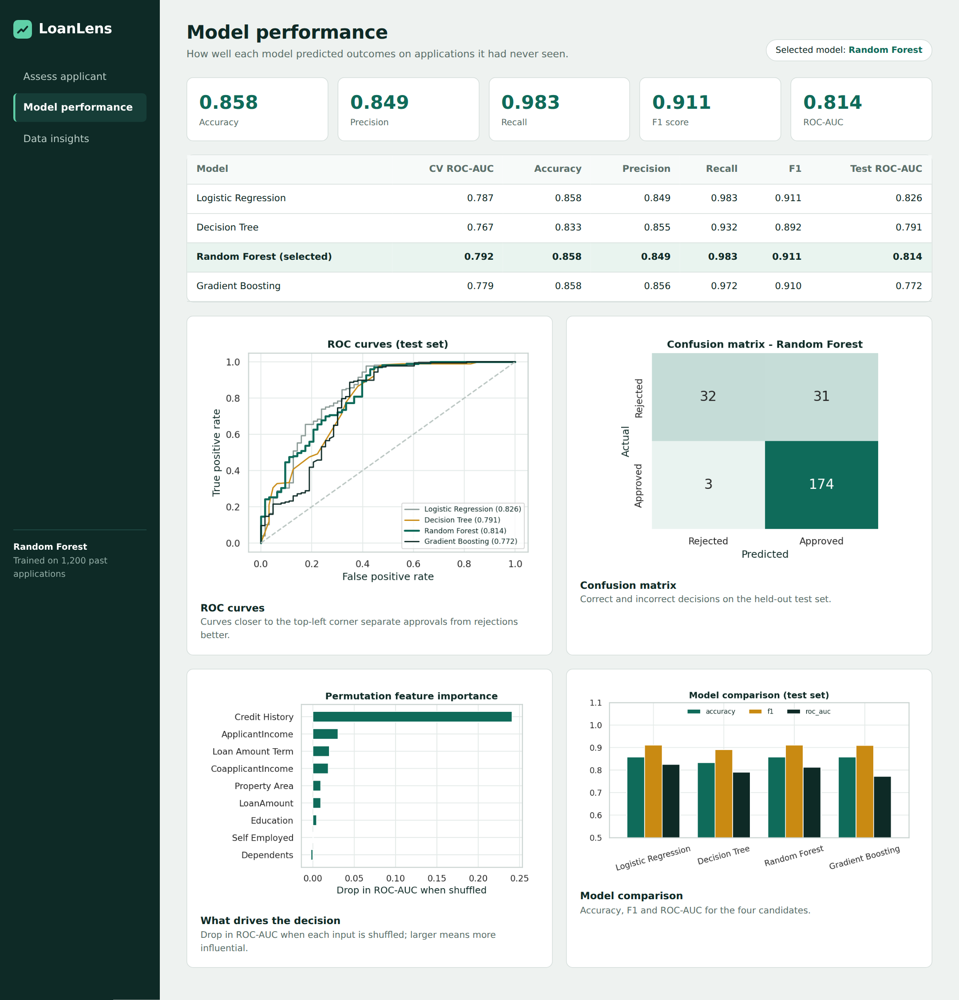 LoanLens
Assess applicant
Model performance
Data insights
Random Forest
Trained on 1,200 past
applications
Model performance
How well each model predicted outcomes on applications it had never seen.
Selected model: Random Forest
0.858
Accuracy
0.849
Precision
0.983
Recall
0.911
F1 score
0.814
ROC-AUC
Model CV ROC-AUC Accuracy Precision Recall F1 Test ROC-AUC
Logistic Regression 0.787 0.858 0.849 0.983 0.911 0.826
Decision Tree 0.767 0.833 0.855 0.932 0.892 0.791
Random Forest (selected) 0.792 0.858 0.849 0.983 0.911 0.814
Gradient Boosting 0.779 0.858 0.856 0.972 0.910 0.772
ROC curves (test set)
True positive rate
1.0
0.8
0.6
0.4
0.2
0.0
Logistic Regression (0.826)
Decision Tree (0.791)
Random Forest (0.814)
Gradient Boosting (0.772)
0.0 0.2 0.4 0.6 0.8 1.0
False positive rate
ROC curves
Curves closer to the top-left corner separate approvals from rejections
better.
Confusion matrix - Random Forest
Actual
Rejected
32 31
Approved
3 174
Rejected Approved
Predicted
Confusion matrix
Correct and incorrect decisions on the held-out test set.
Permutation feature importance
Credit History
ApplicantIncome
Loan Amount Term
CoapplicantIncome
Property Area
LoanAmount
Education
Self Employed
Dependents
0.00 0.05 0.10 0.15 0.20 0.25
Drop in ROC-AUC when shuffled
What drives the decision
Drop in ROC-AUC when each input is shuffled; larger means more
influential.
Model comparison (test set)
accuracy f1 roc_auc
1.1
1.0
0.9
0.8
0.7
0.6
0.5
Logistic Regression Decision Tree Random Forest Gradient Boosting
Model comparison
Accuracy, F1 and ROC-AUC for the four candidates.